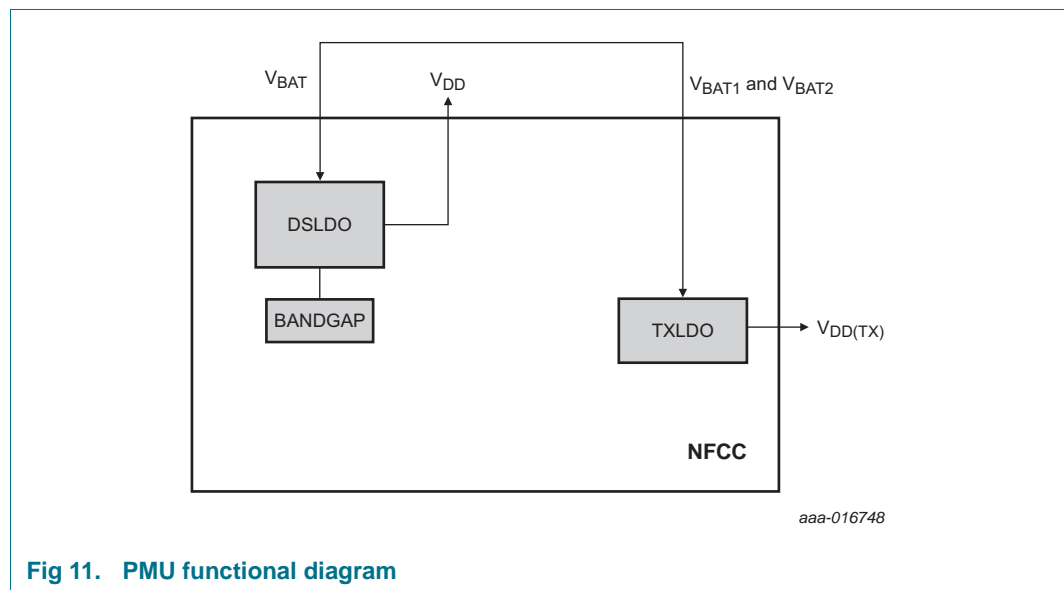 VBAT
VDD
VBAT1 and VBAT2
DSLDO
BANDGAP
TXLDO
VDD(TX)
NFCC
aaa-016748
Fig 11. PMU functional diagram